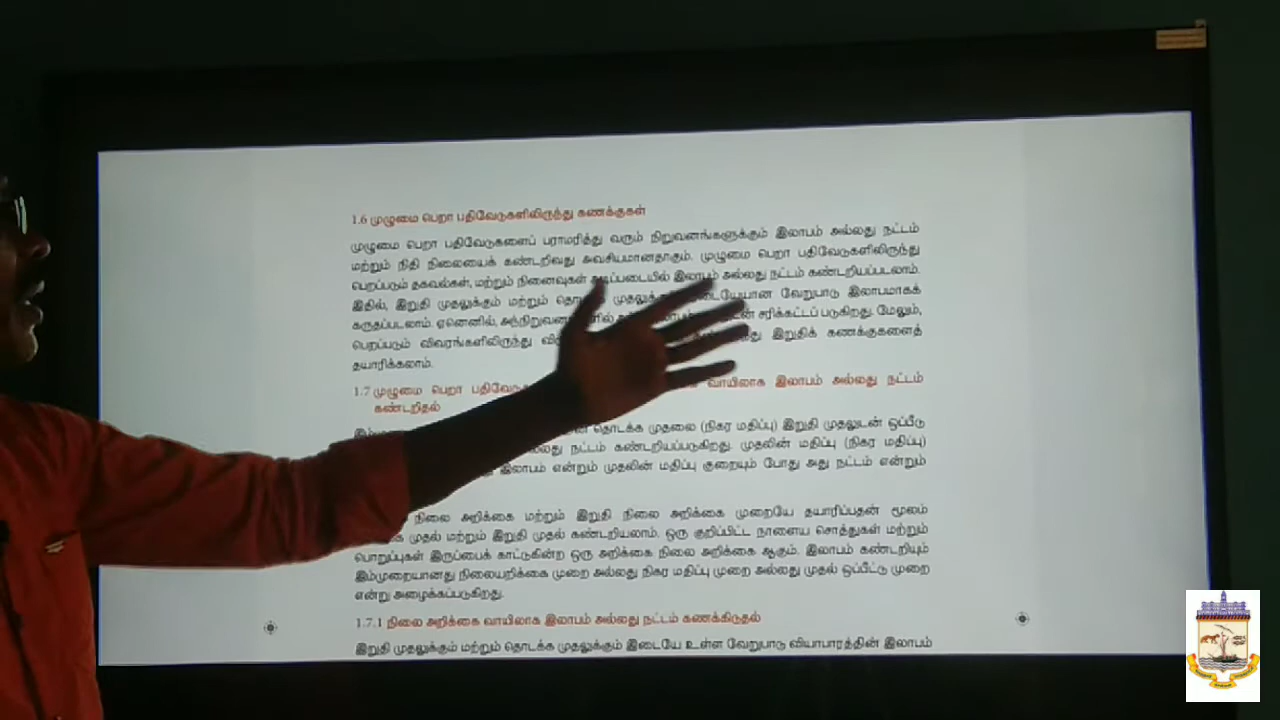 1.6 முழுமை பெறா பதிவேடுகளிலிருந்து கணக்குகள்
முழுமை பெறா பதிவேடுகளைப் பராமரித்து வரும் நிறுவனங்களுக்கும் இலாபம் அல்லது நட்டம்
மற்றும் நிதி நிலையைக் கண்டறிவது அவசியமானதாகும். முழுமை பெறா பதிவேடுகளிலிருந்து
பெறப்படும் தகவல்கள், மற்றும் நினைவுகள் அடிப்படையில் இலாபம் அல்லது நட்டம் கண்டறியப்படலாம்.
இதில், இறுதி முதலுக்கும் மற்றும் முதலுக்கும் இடையேயான வேறுபாடு இலாபமாகக்
கருதப்படலாம். ஏனெனில், சரிக்கட்டப் படுகிறது. மேலும்,
பெறப்படும் விவரங்களிலிருந்து இறுதிக் கணக்குகளைத்
தயாரிக்கலாம்.
1.7 முழுமை பெறா வாயிலாக இலாபம் அல்லது நட்டம்
கண்டறிதல்
தொடக்க முதலை (நிகர மதிப்பு) இறுதி முதலுடன் ஒப்பீடு
நட்டம் கண்டறியப்படுகிறது. முதலின் மதிப்பு (நிகர மதிப்பு)
இலாபம் என்றும் முதலின் மதிப்பு குறையும் போது அது நட்டம் என்றும்
நிலை அறிக்கை மற்றும் இறுதி நிலை அறிக்கை முறையே தயாரிப்பதன் மூலம்
முதல் மற்றும் இறுதி முதல் கண்டறியலாம். ஒரு குறிப்பிட்ட நாளைய சொத்துகள் மற்றும்
பொறுப்புகள் இருப்பைக் காட்டுகின்ற ஒரு அறிக்கை நிலை அறிக்கை ஆகும். இலாபம் கண்டறியும்
இம்முறையானது நிலையறிக்கை முறை அல்லது நிகர மதிப்பு முறை அல்லது முதல் ஒப்பீட்டு முறை
என்று அழைக்கப்படுகிறது.
1.7.1 நிலை அறிக்கை வாயிலாக இலாபம் அல்லது நட்டம் கணக்கிடுதல்
இறுதி முதலுக்கும் மற்றும் தொடக்க முதலுக்கும் இடையே உள்ள வேறுபாடு வியாபாரத்தின் இலாபம்